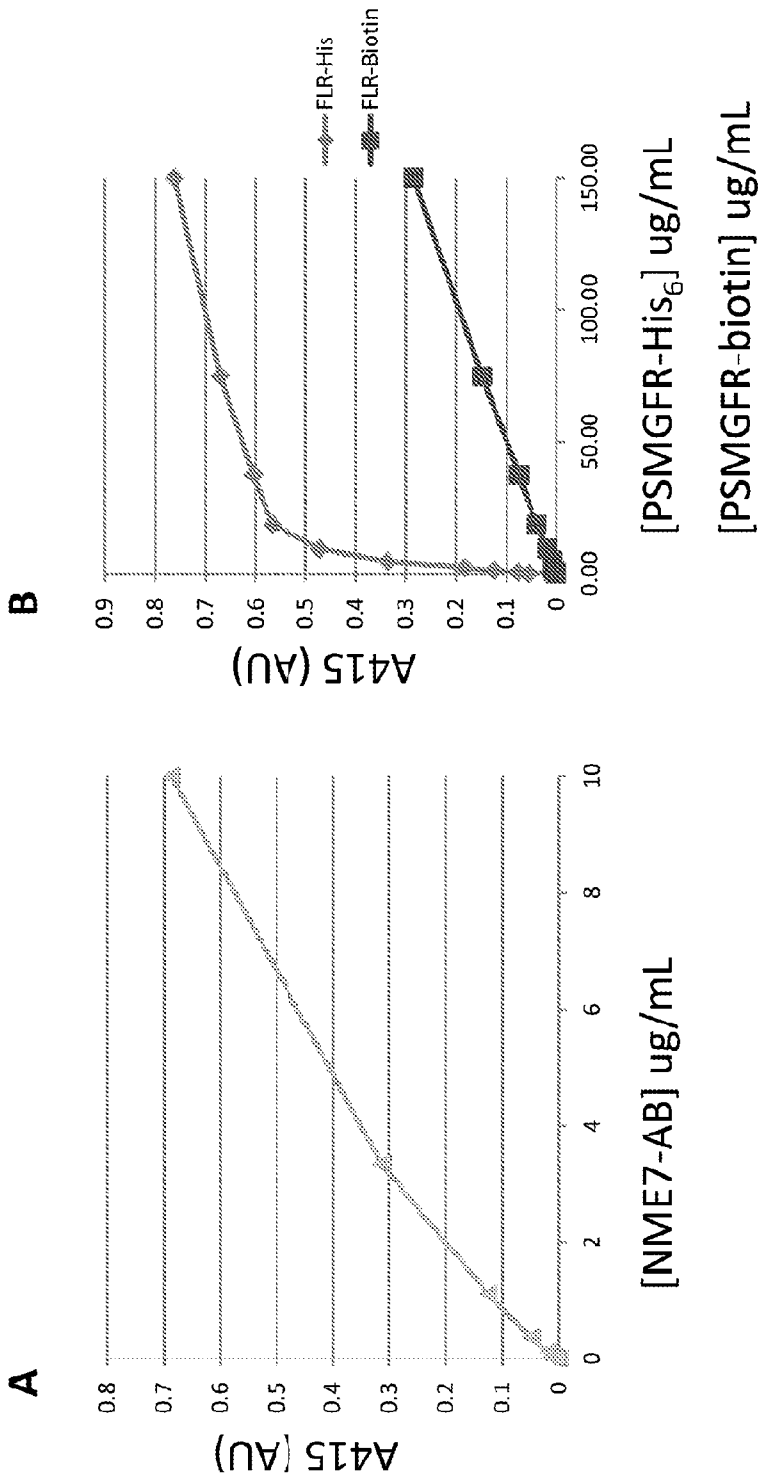 A
A415 (AU)
0.8
0.7
0.6
0.5
0.4
0.3
0.2
0.1
0
0 2 4 6 8 10
[NME7-AB] ug/mL
B
A415 (AU)
0.9
0.8
0.7
0.6
0.5
0.4
0.3
0.2
0.1
0
0.00 50.00 100.00 150.00
FLR-His
FLR-Biotin
[PSMGFR-His6] ug/mL
[PSMGFR-biotin] ug/mL